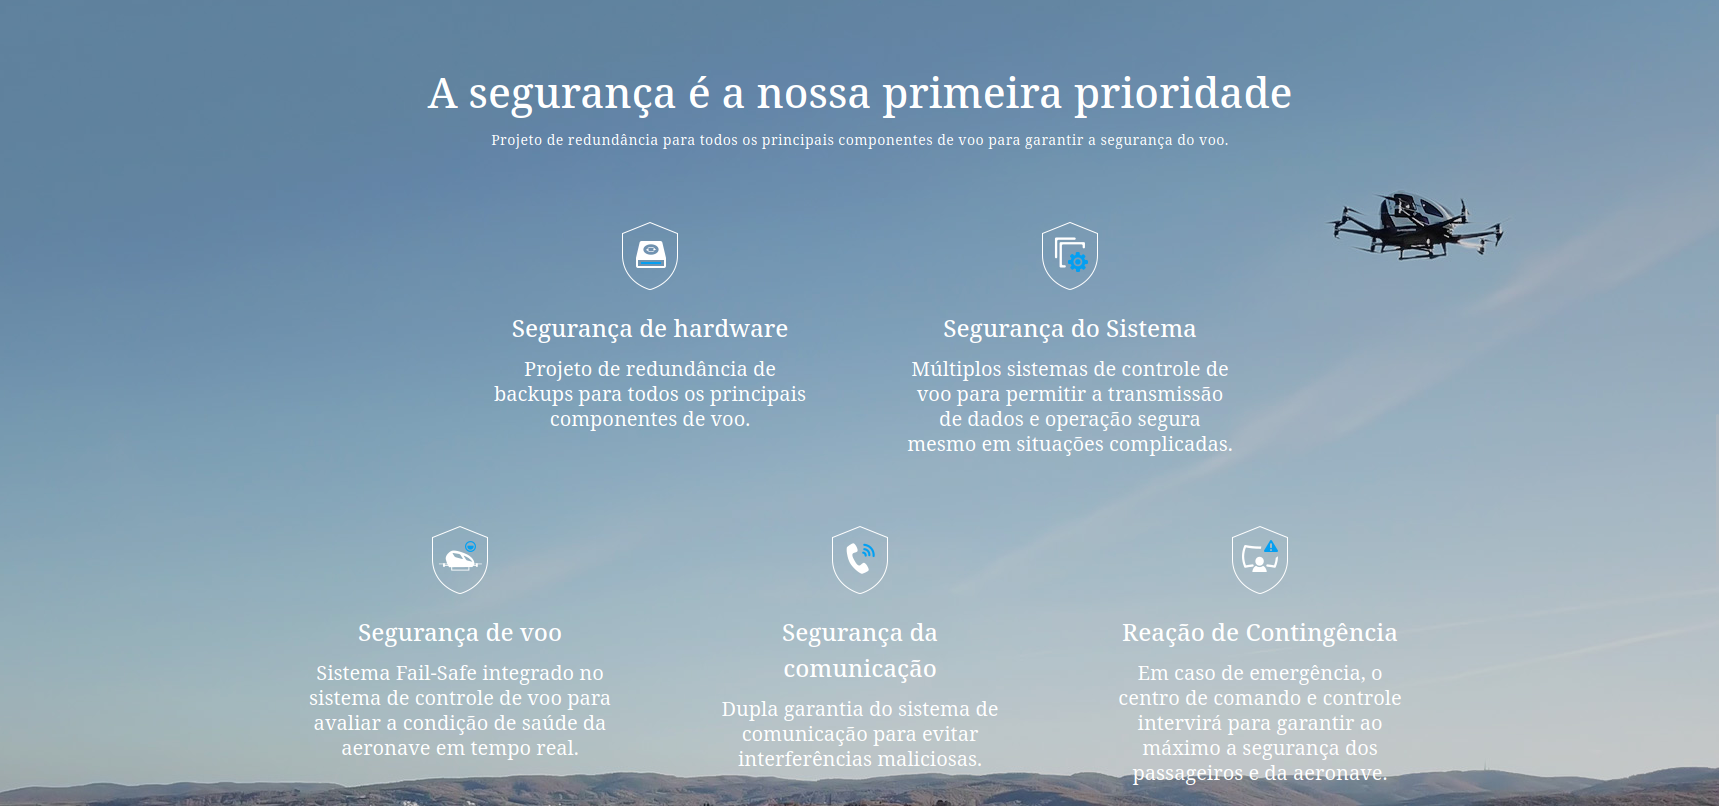 A segurança é a nossa primeira prioridade
Projeto de redundância para todos os principais componentes de voo para garantir a segurança do voo.
Segurança de hardware
Projeto de redundância de
backups para todos os principais
componentes de voo.
Segurança do Sistema
Múltiplos sistemas de controle de
voo para permitir a transmissão
de dados e operação segura
mesmo em situações complicadas.
Segurança de voo
Sistema Fail-Safe integrado no
sistema de controle de voo para
avaliar a condição de saúde da
aeronave em tempo real.
Segurança da
comunicação
Dupla garantia do sistema de
comunicação para evitar
interferências maliciosas.
Reação de Contingência
Em caso de emergência, o
centro de comando e controle
intervirá para garantir ao
máximo a segurança dos
passageiros e da aeronave.